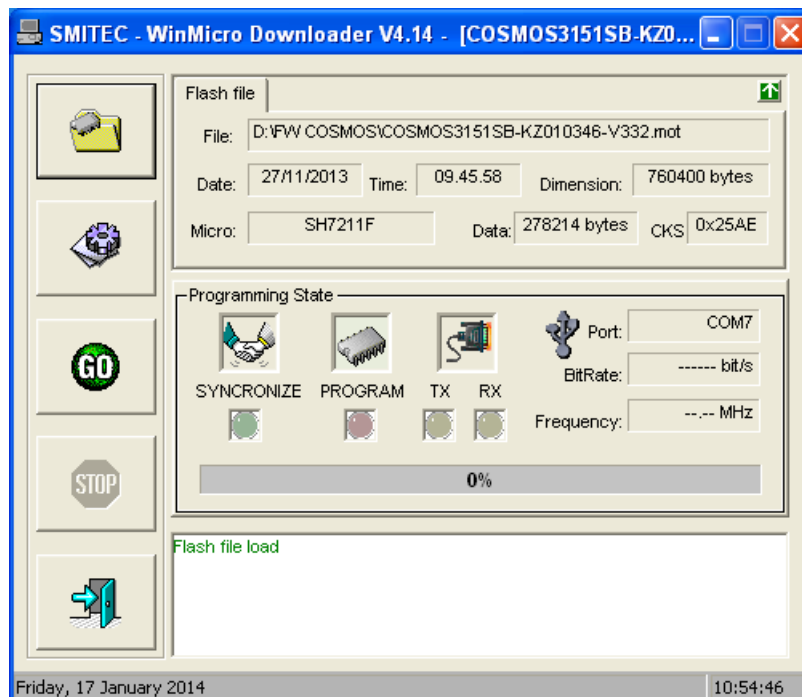 SMITEC - WinMicro Downloader V4.14 - [COSMOS3151SB-KZ0...
Flash file
File: D:\FW COSMOS\COSMOS3151SB-KZ010346-V332.mot
Date: 27/11/2013 Time: 09.45.58 Dimension: 760400 bytes
Micro: SH7211F Data: 278214 bytes CKS 0x25AE
Programming State
Port: COM7
BitRate: ------ bit/s
SYNCRONIZE PROGRAM TX RX
Frequency: --.-- MHz
0%
GO
STOP
Flash file load
Friday, 17 January 2014 10:54:46